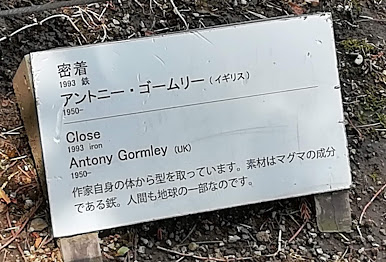 密着
1993 鉄
アントニー・ゴームリー（イギリス）
1950-
Close
1993 iron
Antony Gormley (UK)
1950-
作家自身の体から型を取っています。素材はマグマの成分
である鉄。人間も地球の一部なのです。